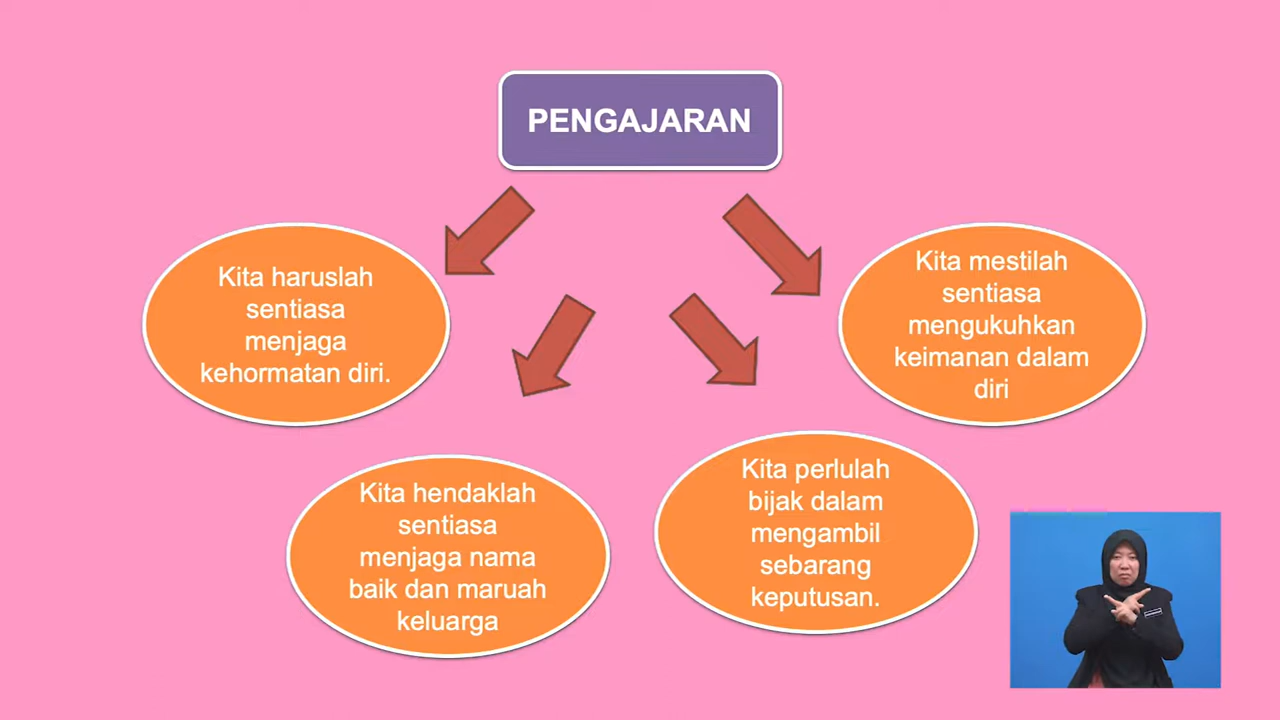 PENGAJARAN
Kita haruslah
sentiasa
menjaga
kehormatan diri.
Kita hendaklah
sentiasa
menjaga nama
baik dan maruah
keluarga
Kita perlulah
bijak dalam
mengambil
sebarang
keputusan.
Kita mestilah
sentiasa
mengukuhkan
keimanan dalam
diri